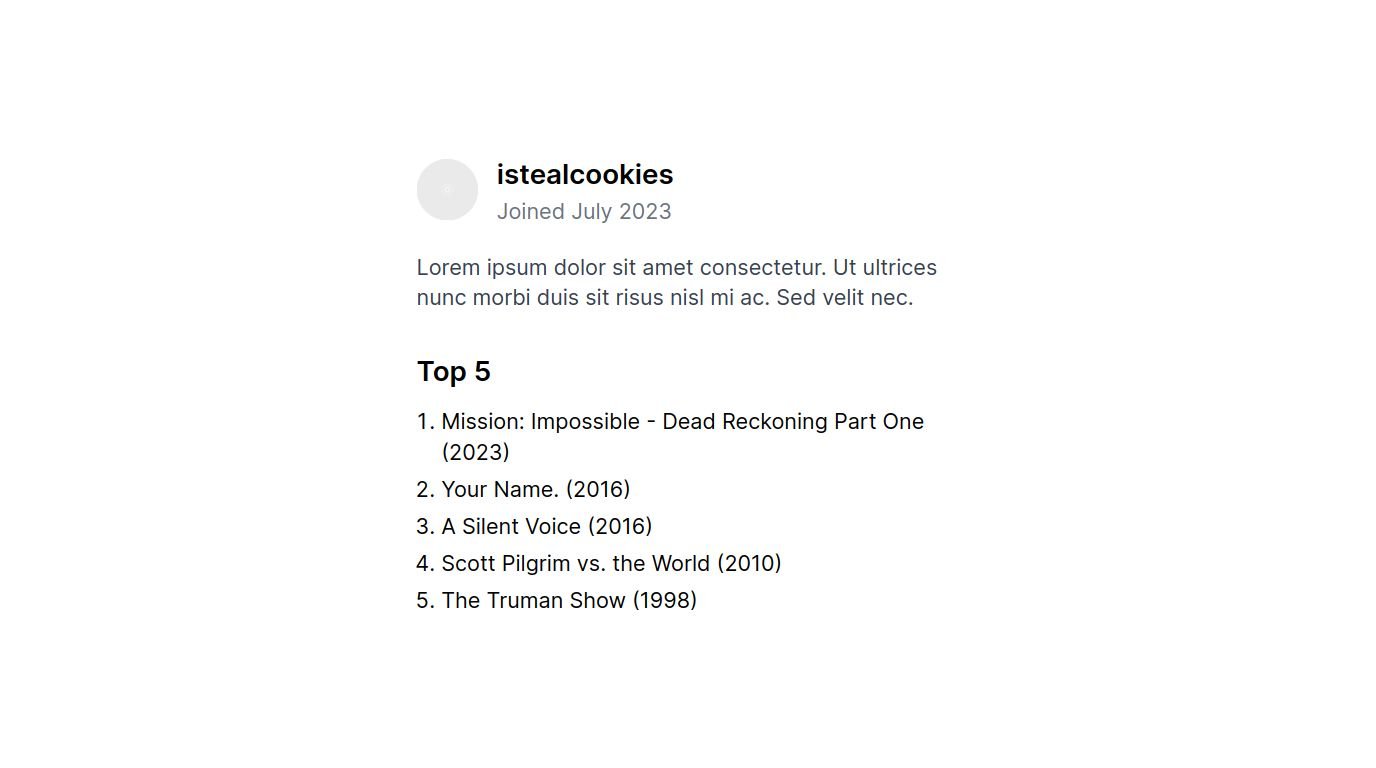 istealcookies
Joined July 2023
Lorem ipsum dolor sit amet consectetur. Ut ultrices
nunc morbi duis sit risus nisl mi ac. Sed velit nec.
Top 5
1. Mission: Impossible - Dead Reckoning Part One
(2023)
2. Your Name. (2016)
3. A Silent Voice (2016)
4. Scott Pilgrim vs. the World (2010)
5. The Truman Show (1998)